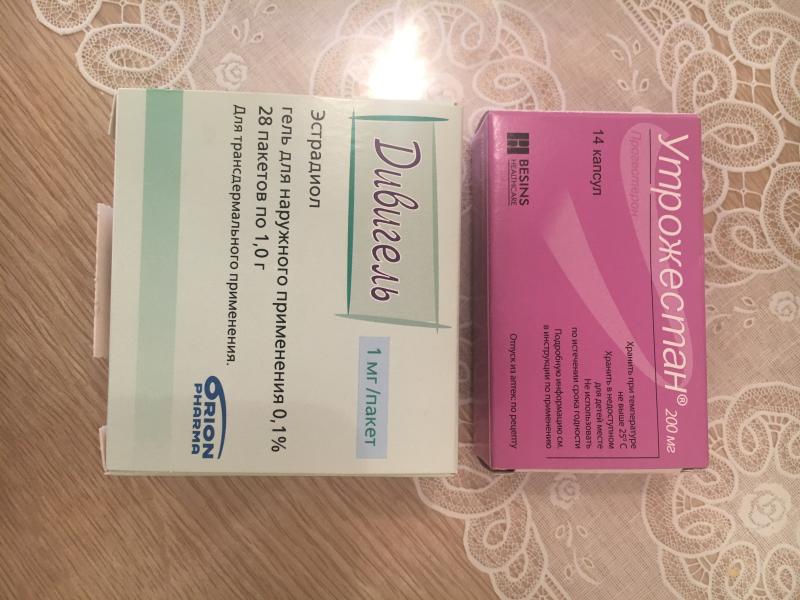 Дивигель
1 мг/пакет
Эстрадиол
гель для наружного применения 0,1%
28 пакетов по 1,0 г
Для трансдермального применения.
ORION
PHARMA
Утрожестан® 200 мг
Прогестерон
14 капсул
BESINS
HEALTHCARE
Хранить при температуре
не выше 25° С
Хранить в недоступном
для детей месте
Не использовать
по истечении срока годности
Подробную информацию см.
в инструкции по применению
Отпуск из аптек: по рецепту